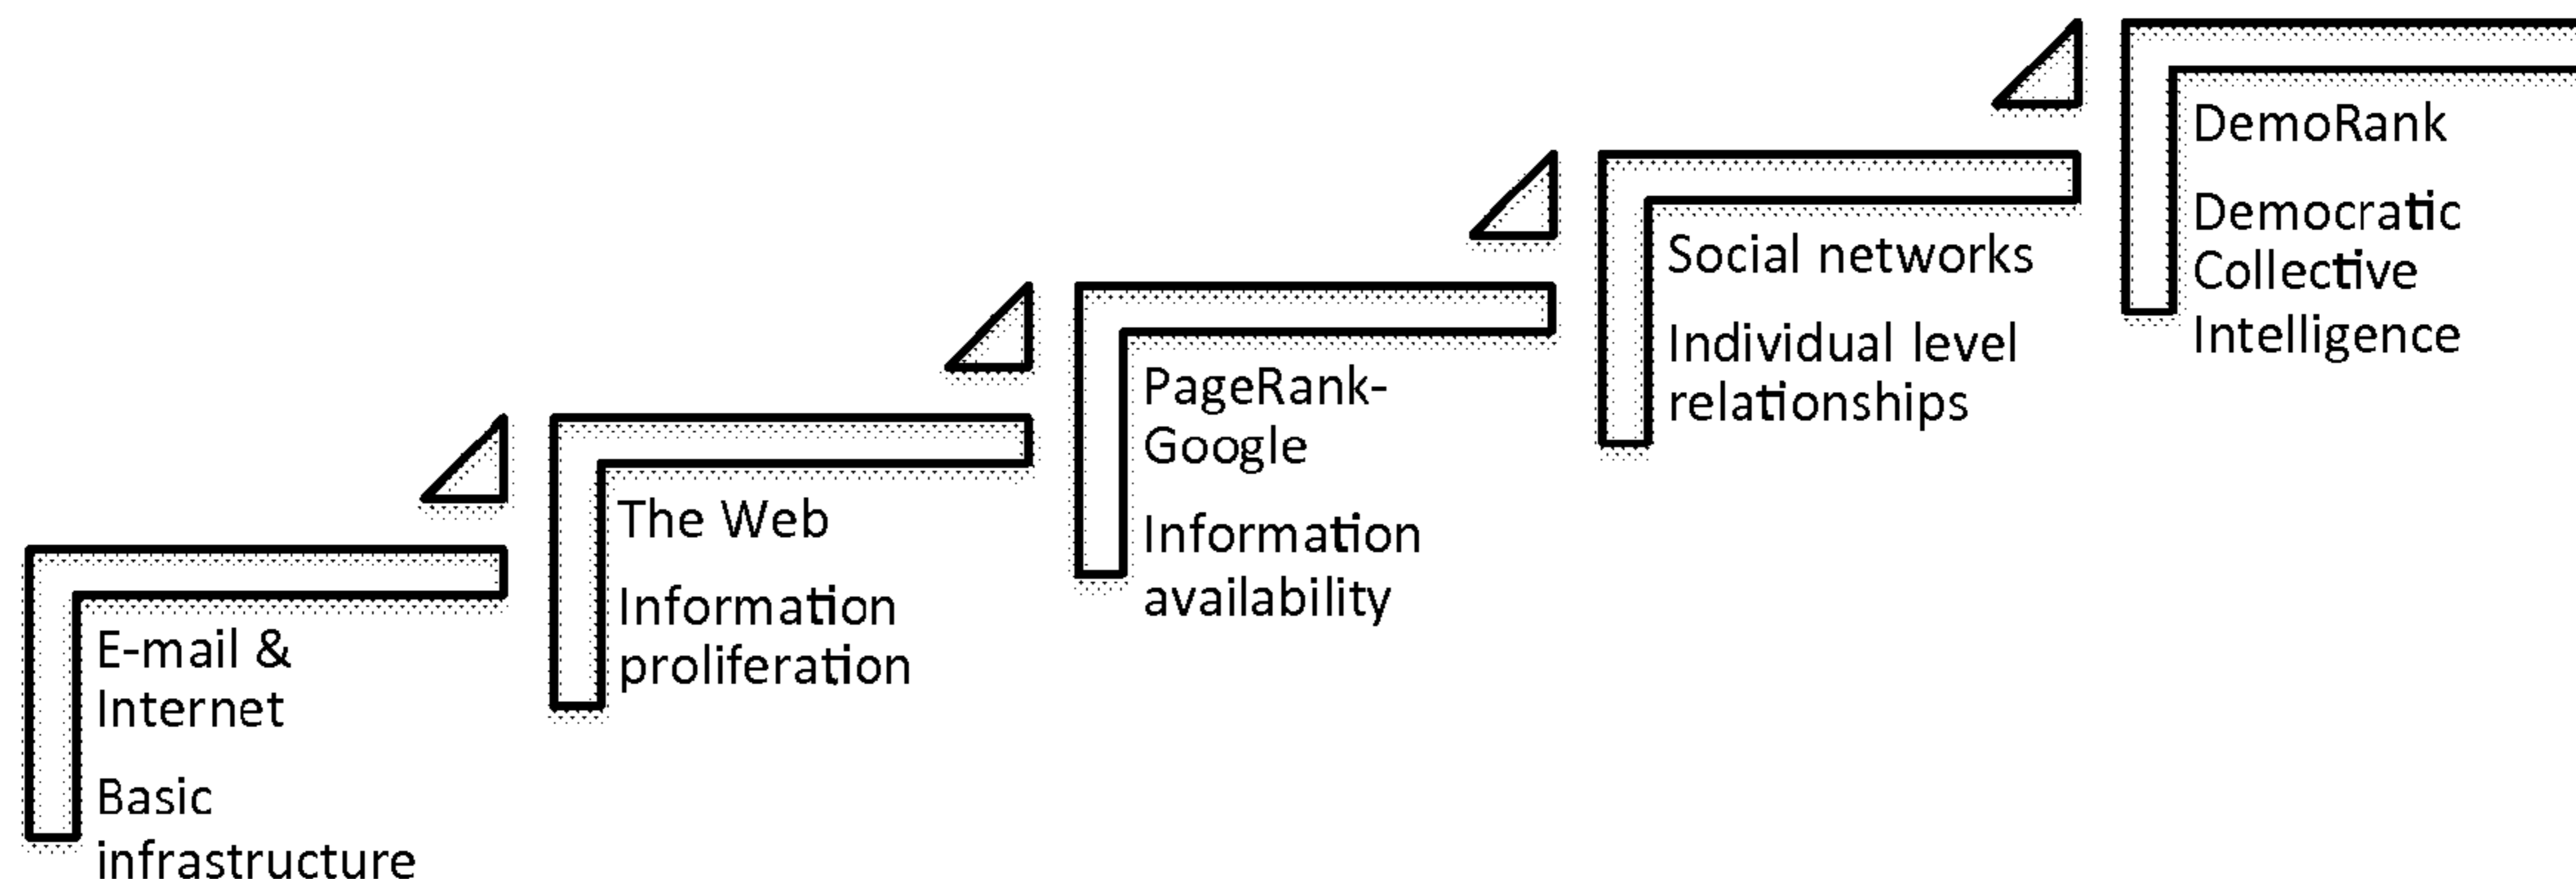 E-mail &
Internet
Basic
infrastructure
The Web
Information
proliferation
PageRank-
Google
Information
availability
Social networks
Individual level
relationships
DemoRank
Democratic
Collective
Intelligence